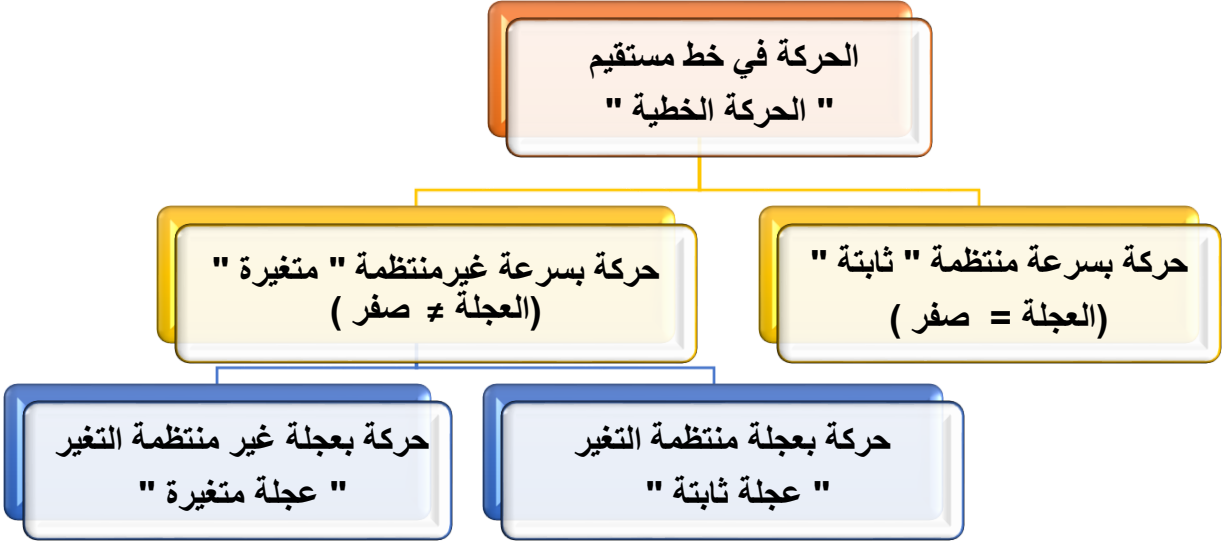 الحركة في خط مستقيم
" الحركة الخطية "
حركة بسرعة منتظمة " ثابتة "
(العجلة = صفر )
حركة بسرعة غيرمنتظمة " متغيرة "
(العجلة ≠ صفر )
حركة بعجلة منتظمة التغير
" عجلة ثابتة "
حركة بعجلة غير منتظمة التغير
" عجلة متغيرة "